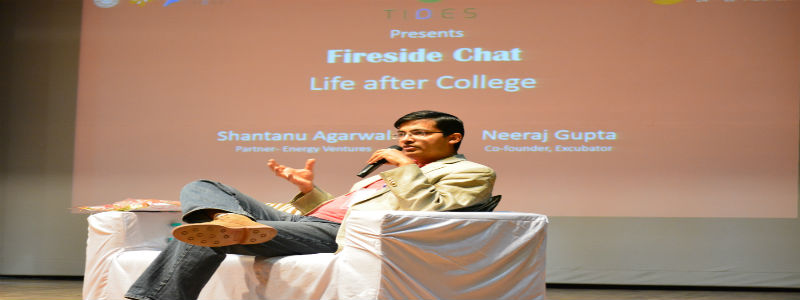 TIDES
Presents
Fireside Chat
Life after College
Shantanu Agarwal
Partner- Energy Ventures
Neeraj Gupta
Co-founder, Excubator